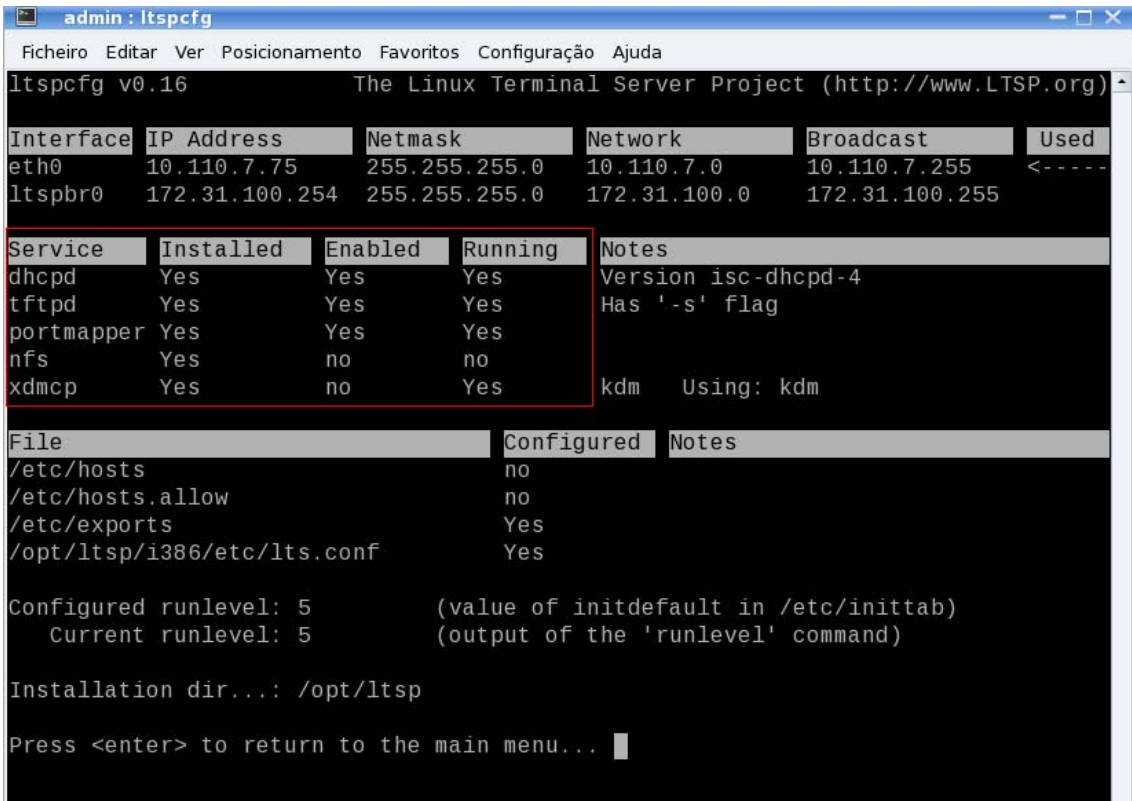 admin : ltspcfg
Ficheiro Editar Ver Posicionamento Favoritos Configuração Ajuda
ltspcfg v0.16 The Linux Terminal Server Project (http://www.LTSP.org)
Interface IP Address Netmask Network Broadcast Used
eth0 10.110.7.75 255.255.255.0 10.110.7.0 10.110.7.255 <-----
ltspbr0 172.31.100.254 255.255.255.0 172.31.100.0 172.31.100.255
Service Installed Enabled Running Notes
dhcpd Yes Yes Yes Version isc-dhcpd-4
tftpd Yes Yes Yes Has '-s' flag
portmapper Yes Yes Yes
nfs Yes no no
xdmcp Yes no Yes kdm Using: kdm
File Configured Notes
/etc/hosts no
/etc/hosts.allow no
/etc/exports Yes
/opt/ltsp/i386/etc/lts.conf Yes
Configured runlevel: 5 (value of initdefault in /etc/inittab)
Current runlevel: 5 (output of the 'runlevel' command)
Installation dir...: /opt/ltsp
Press <enter> to return to the main menu...